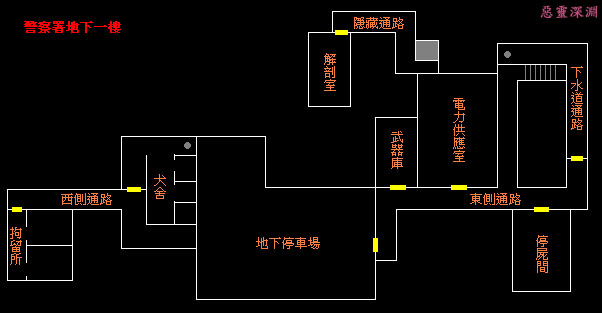 惡靈深淵
警察署地下一樓
隱藏通路
解剖室
下水道通路
電力供應室
武器庫
犬舍
西側通路
東側通路
拘留所
地下停車場
停屍間